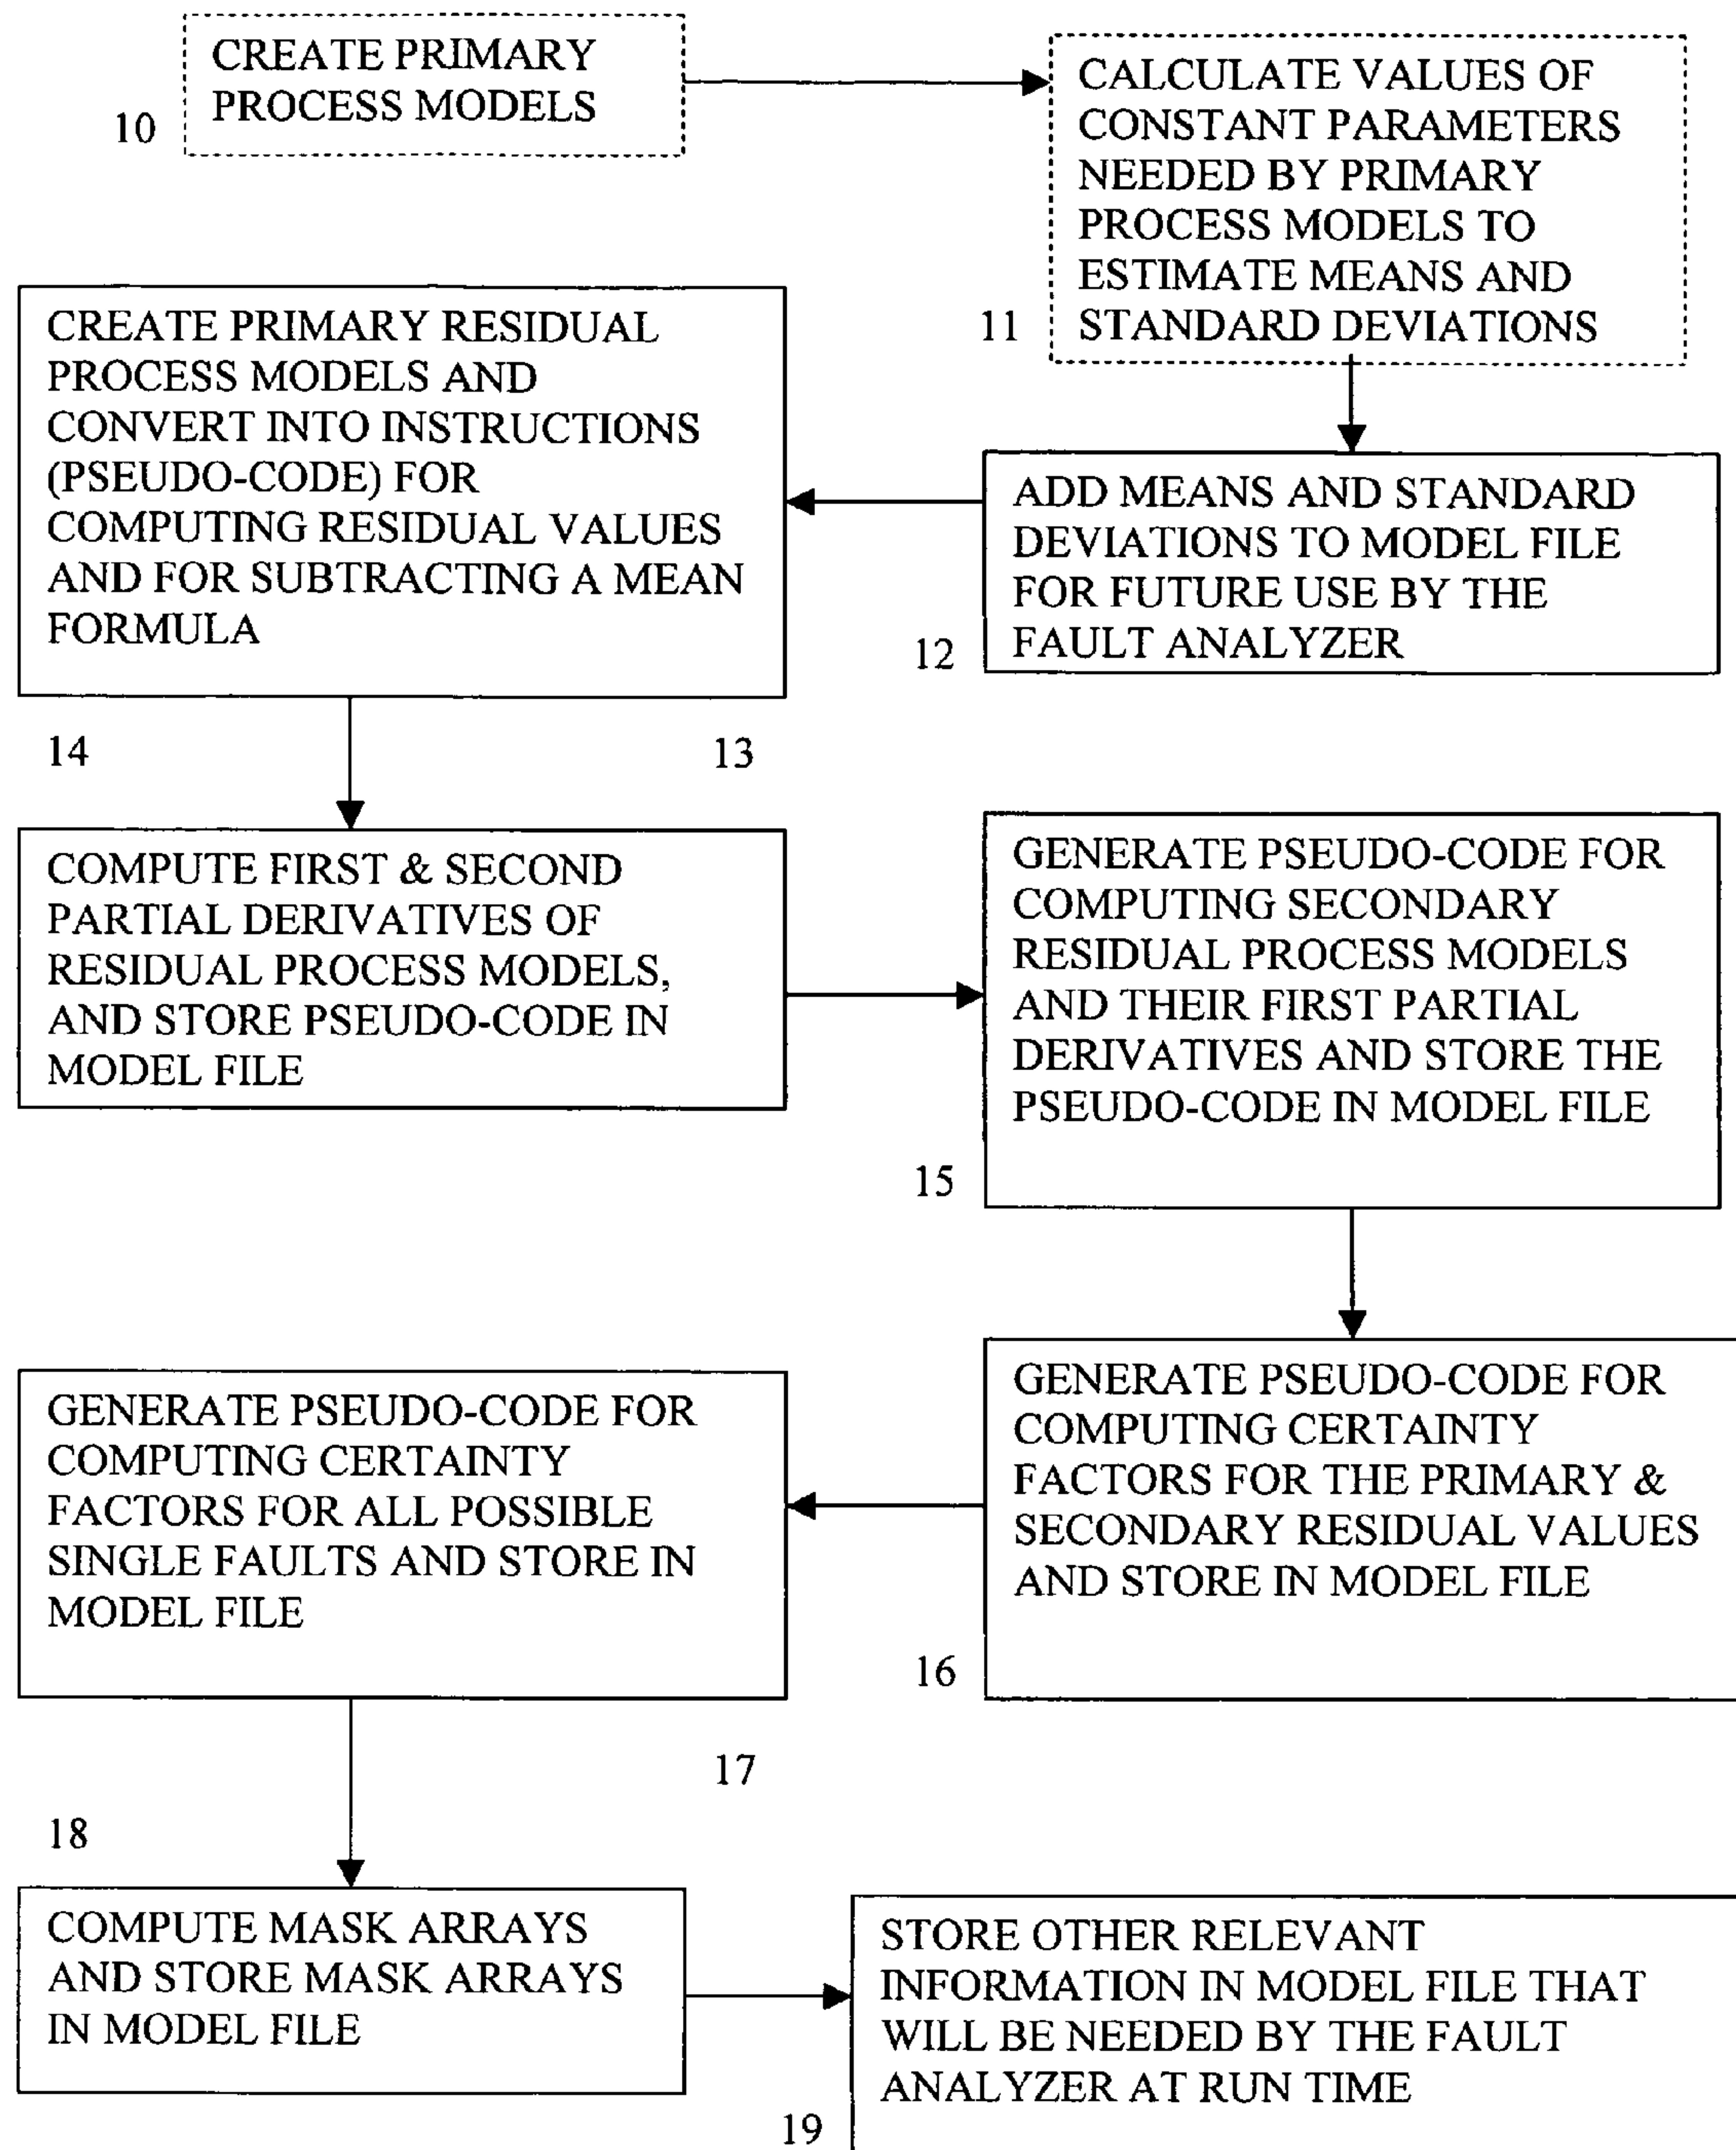 CREATE PRIMARY
PROCESS MODELS
10
CALCULATE VALUES OF
CONSTANT PARAMETERS
NEEDED BY PRIMARY
PROCESS MODELS TO
ESTIMATE MEANS AND
STANDARD DEVIATIONS
11
ADD MEANS AND STANDARD
DEVIATIONS TO MODEL FILE
FOR FUTURE USE BY THE
FAULT ANALYZER
12
CREATE PRIMARY RESIDUAL
PROCESS MODELS AND
CONVERT INTO INSTRUCTIONS
(PSEUDO-CODE) FOR
COMPUTING RESIDUAL VALUES
AND FOR SUBTRACTING A MEAN
FORMULA
13
14
COMPUTE FIRST & SECOND
PARTIAL DERIVATIVES OF
RESIDUAL PROCESS MODELS,
AND STORE PSEUDO-CODE IN
MODEL FILE
GENERATE PSEUDO-CODE FOR
COMPUTING SECONDARY
RESIDUAL PROCESS MODELS
AND THEIR FIRST PARTIAL
DERIVATIVES AND STORE THE
PSEUDO-CODE IN MODEL FILE
15
GENERATE PSEUDO-CODE FOR
COMPUTING CERTAINTY
FACTORS FOR THE PRIMARY &
SECONDARY RESIDUAL VALUES
AND STORE IN MODEL FILE
16
GENERATE PSEUDO-CODE FOR
COMPUTING CERTAINTY
FACTORS FOR ALL POSSIBLE
SINGLE FAULTS AND STORE IN
MODEL FILE
17
18
COMPUTE MASK ARRAYS
AND STORE MASK ARRAYS
IN MODEL FILE
STORE OTHER RELEVANT
INFORMATION IN MODEL FILE THAT
WILL BE NEEDED BY THE FAULT
ANALYZER AT RUN TIME
19